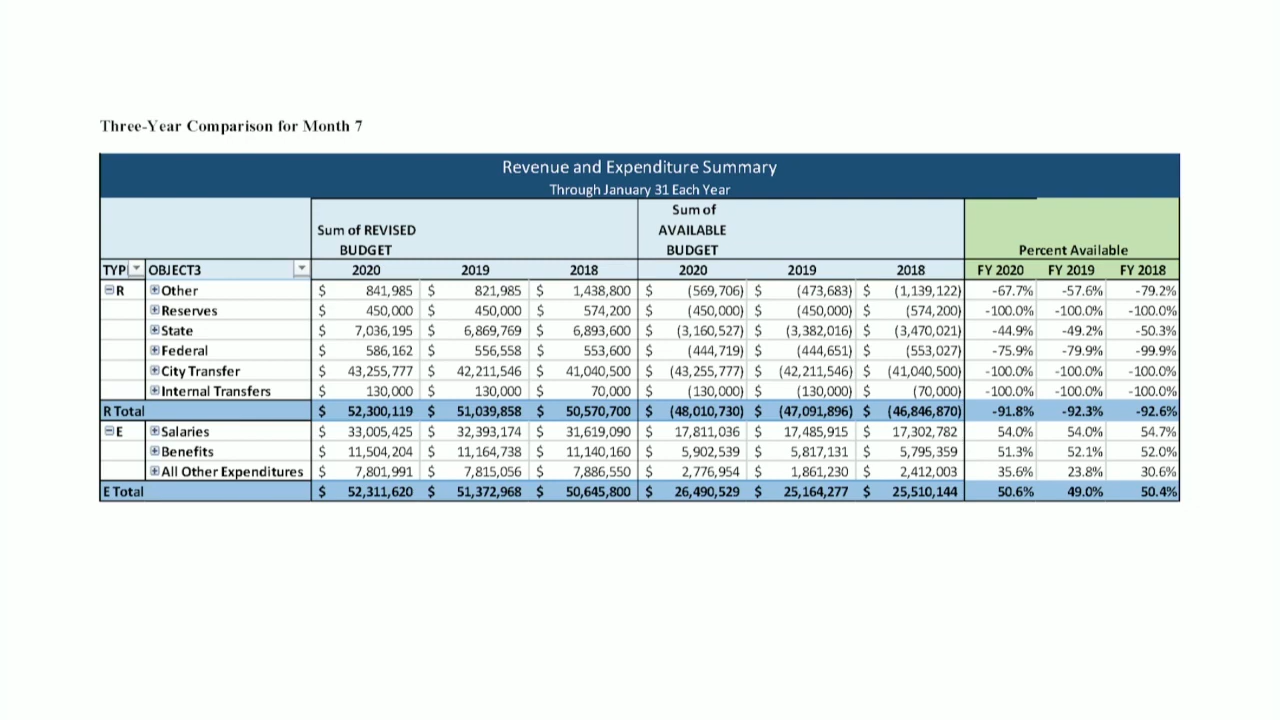 Three-Year Comparison for Month 7
Revenue and Expenditure Summary
Through January 31 Each Year
Sum of REVISED BUDGET Sum of AVAILABLE BUDGET Percent Available
TYP OBJECT3 2020 2019 2018 2020 2019 2018 FY 2020 FY 2019 FY 2018
R Other $ 841,985 $ 821,985 $ 1,438,800 $ (569,706) $ (473,683) $ (1,139,122) -67.7% -57.6% -79.2%
Reserves $ 450,000 $ 450,000 $ 574,200 $ (450,000) $ (450,000) $ (574,200) -100.0% -100.0% -100.0%
State $ 7,036,195 $ 6,869,769 $ 6,893,600 $ (3,160,527) $ (3,382,016) $ (3,470,021) -44.9% -49.2% -50.3%
Federal $ 586,162 $ 556,558 $ 553,600 $ (444,719) $ (444,651) $ (553,027) -75.9% -79.9% -99.9%
City Transfer $ 43,255,777 $ 42,211,546 $ 41,040,500 $ (43,255,777) $ (42,211,546) $ (41,040,500) -100.0% -100.0% -100.0%
Internal Transfers $ 130,000 $ 130,000 $ 70,000 $ (130,000) $ (130,000) $ (70,000) -100.0% -100.0% -100.0%
R Total $ 52,300,119 $ 51,039,858 $ 50,570,700 $ (48,010,730) $ (47,091,896) $ (46,846,870) -91.8% -92.3% -92.6%
E Salaries $ 33,005,425 $ 32,393,174 $ 31,619,090 $ 17,811,036 $ 17,485,915 $ 17,302,782 54.0% 54.0% 54.7%
Benefits $ 11,504,204 $ 11,164,738 $ 11,140,160 $ 5,902,539 $ 5,817,131 $ 5,795,359 51.3% 52.1% 52.0%
All Other Expenditures $ 7,801,991 $ 7,815,056 $ 7,886,550 $ 2,776,954 $ 1,861,230 $ 2,412,003 35.6% 23.8% 30.6%
E Total $ 52,311,620 $ 51,372,968 $ 50,645,800 $ 26,490,529 $ 25,164,277 $ 25,510,144 50.6% 49.0% 50.4%